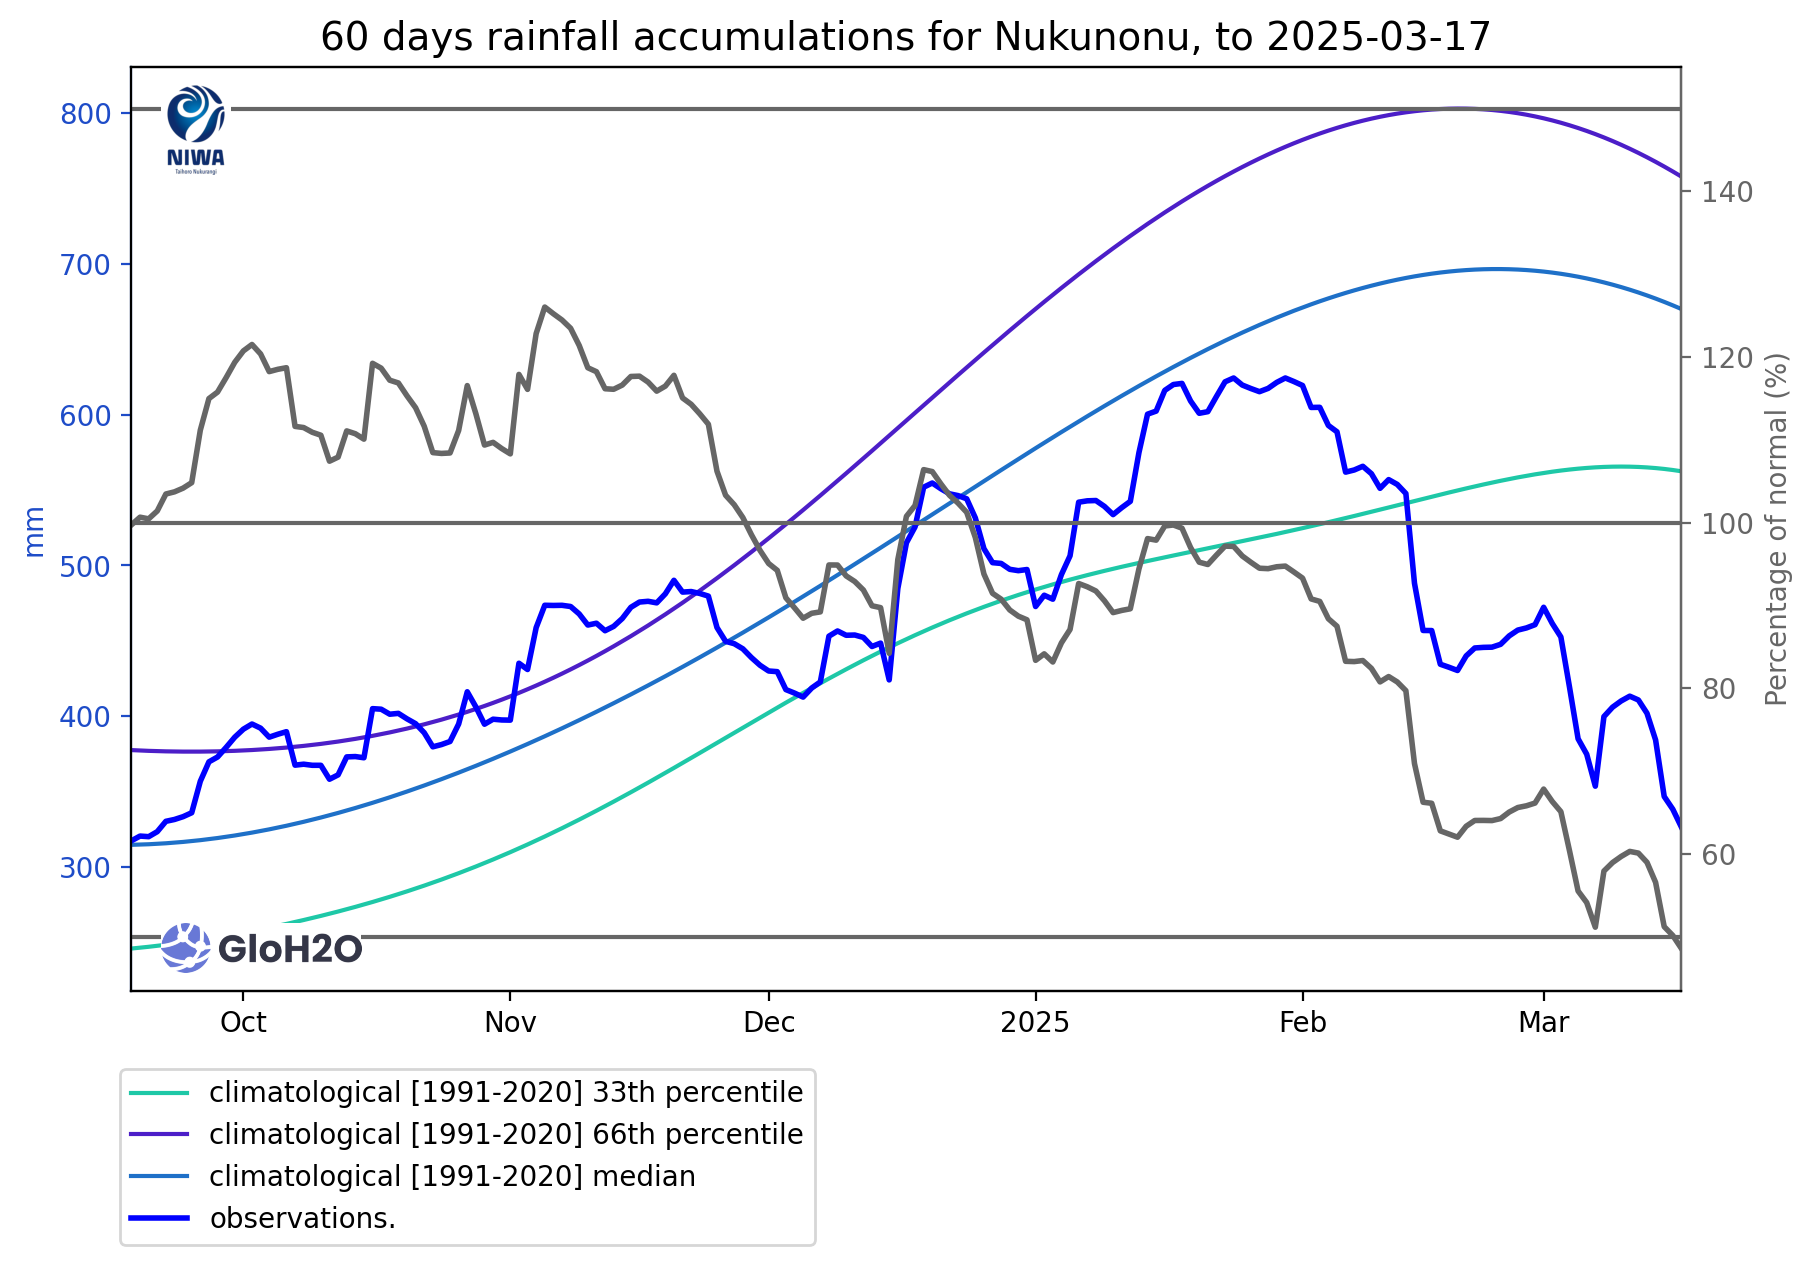 60 days rainfall accumulations for Nukunonu, to 2025-03-17
800
700
600
500
400
300
mm
140
120
100
80
60
Percentage of normal (%)
NIWA
Taihoro Nukurangi
GloH2O
Oct
Nov
Dec
2025
Feb
Mar
climatological [1991-2020] 33th percentile
climatological [1991-2020] 66th percentile
climatological [1991-2020] median
observations.